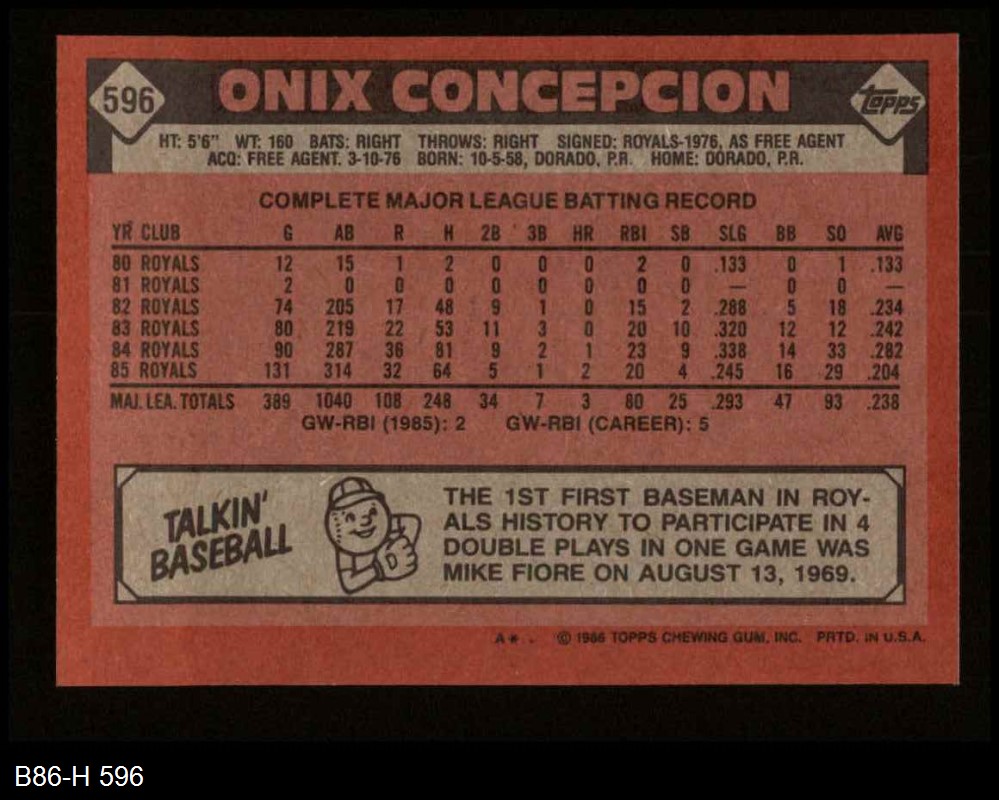 596
ONIX CONCEPCION
Topps
HT: 5'6" WT: 160 BATS: RIGHT THROWS: RIGHT SIGNED: ROYALS-1976, AS FREE AGENT
ACQ: FREE AGENT. 3-10-76 BORN: 10-5-58, DORADO, P.R. HOME: DORADO, P.R.
COMPLETE MAJOR LEAGUE BATTING RECORD
YR CLUB G AB R H 2B 3B HR RBI SB SLG BB SO AVG
80 ROYALS 12 15 1 2 0 0 0 2 0 .133 0 1 .133
81 ROYALS 2 0 0 0 0 0 0 0 0 — 0 0 —
82 ROYALS 74 205 17 48 9 1 0 15 2 .288 5 18 .234
83 ROYALS 80 219 22 53 11 3 0 20 10 .320 12 12 .242
84 ROYALS 90 287 36 81 9 2 1 23 9 .338 14 33 .282
85 ROYALS 131 314 32 64 5 1 2 20 4 .245 16 29 .204
MAJ. LEA. TOTALS 389 1040 108 248 34 7 3 80 25 .293 47 93 .238
GW-RBI (1985): 2 GW-RBI (CAREER): 5
TALKIN'
BASEBALL
THE 1ST FIRST BASEMAN IN ROY-
ALS HISTORY TO PARTICIPATE IN 4
DOUBLE PLAYS IN ONE GAME WAS
MIKE FIORE ON AUGUST 13, 1969.
A* . © 1986 TOPPS CHEWING GUM, INC. PRTD. IN U.S.A.
B86-H 596